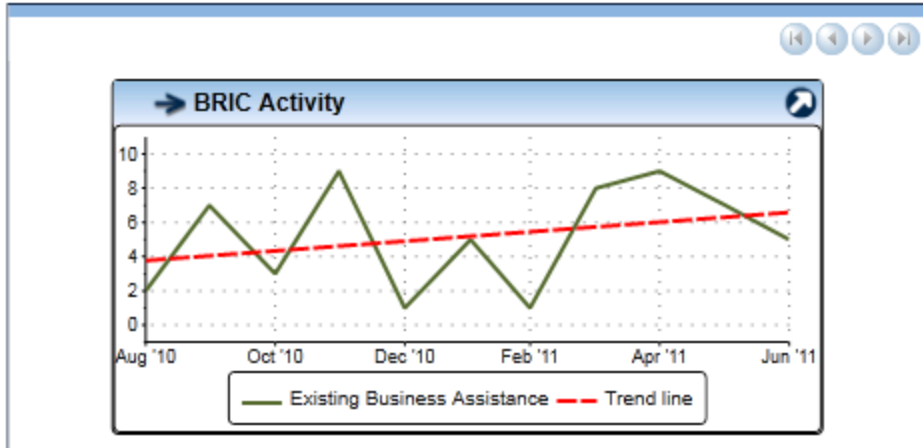 BRIC Activity
10
8
6
4
2
0
Aug '10 Oct '10 Dec '10 Feb '11 Apr '11 Jun '11
Existing Business Assistance Trend line